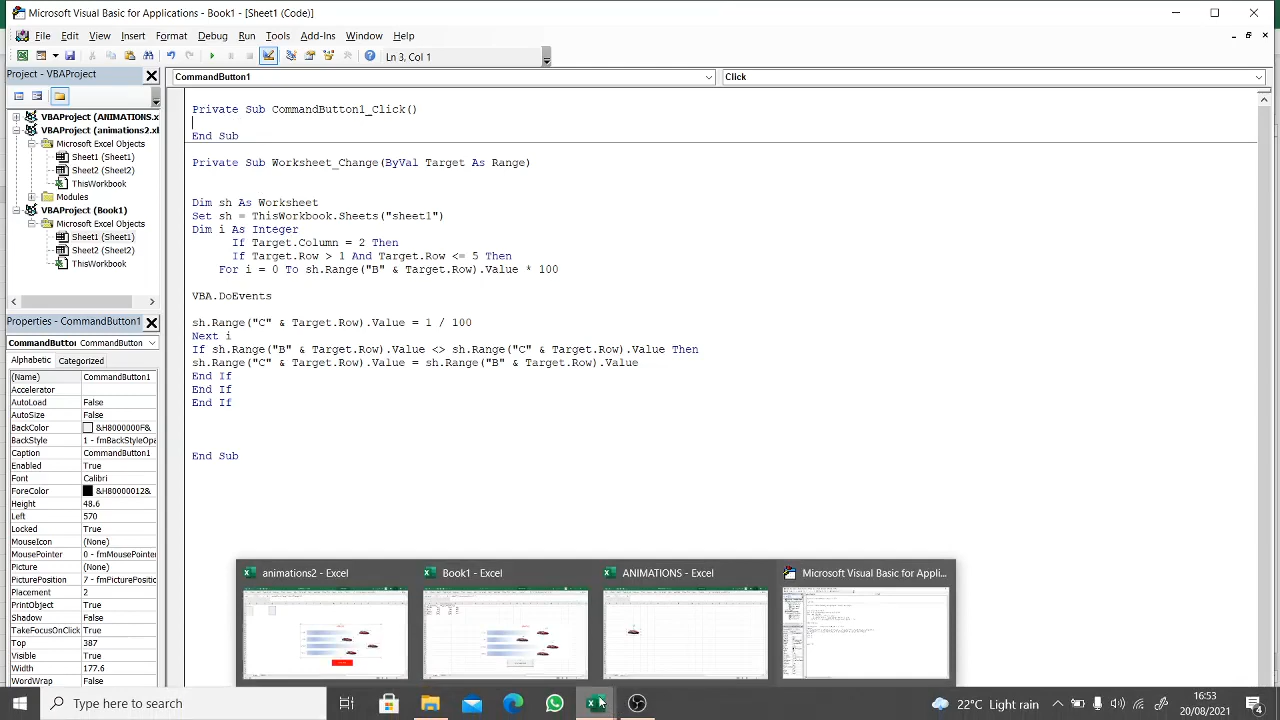 Microsoft Visual Basic for Applications - Book1 - [Sheet1 (Code)]
File Edit View Insert Format Debug Run Tools Add-Ins Window Help
Ln 3, Col 1
Project - VBAProject
CommandButton1 Click
VBAProject (ANIMATIONS.x
VBAProject (animations2.xl
Microsoft Excel Objects
Sheet1 (Sheet1)
Sheet2 (Sheet2)
ThisWorkbook
Modules
VBAProject (Book1)
Microsoft Excel Objects
Sheet1 (Sheet1)
Sheet2 (Sheet2)
ThisWorkbook
Properties - CommandButton1
CommandButton CommandButton
Alphabetic Categorized
(Name) CommandButton1
Accelerator
AutoLoad False
AutoSize False
BackColor &H8000000F&
BackStyle 1 - fmBackStyleOpa
Caption CommandButton1
Enabled True
Font Calibri
ForeColor &H80000012&
Height 48.6
Left 570
Locked True
MouseIcon (None)
MousePointer 0 - fmMousePointer
Picture (None)
PicturePosition 7 - fmPicturePositio
Placement 2
PrintObject True
Shadow False
TakeFocusOnClick True
Top 387
Visible True
Width 177.6
WordWrap False
Private Sub CommandButton1_Click()
End Sub
Private Sub Worksheet_Change(ByVal Target As Range)
Dim sh As Worksheet
Set sh = ThisWorkbook.Sheets("sheet1")
Dim i As Integer
If Target.Column = 2 Then
If Target.Row > 1 And Target.Row <= 5 Then
For i = 0 To sh.Range("B" & Target.Row).Value * 100
VBA.DoEvents
sh.Range("C" & Target.Row).Value = 1 / 100
Next i
If sh.Range("B" & Target.Row).Value <> sh.Range("C" & Target.Row).Value Then
sh.Range("C" & Target.Row).Value = sh.Range("B" & Target.Row).Value
End If
End If
End If
End Sub
animations2 - Excel
Book1 - Excel
ANIMATIONS - Excel
Microsoft Visual Basic for Appli...
Type here to search
22°C Light rain
16:53
20/08/2021
4